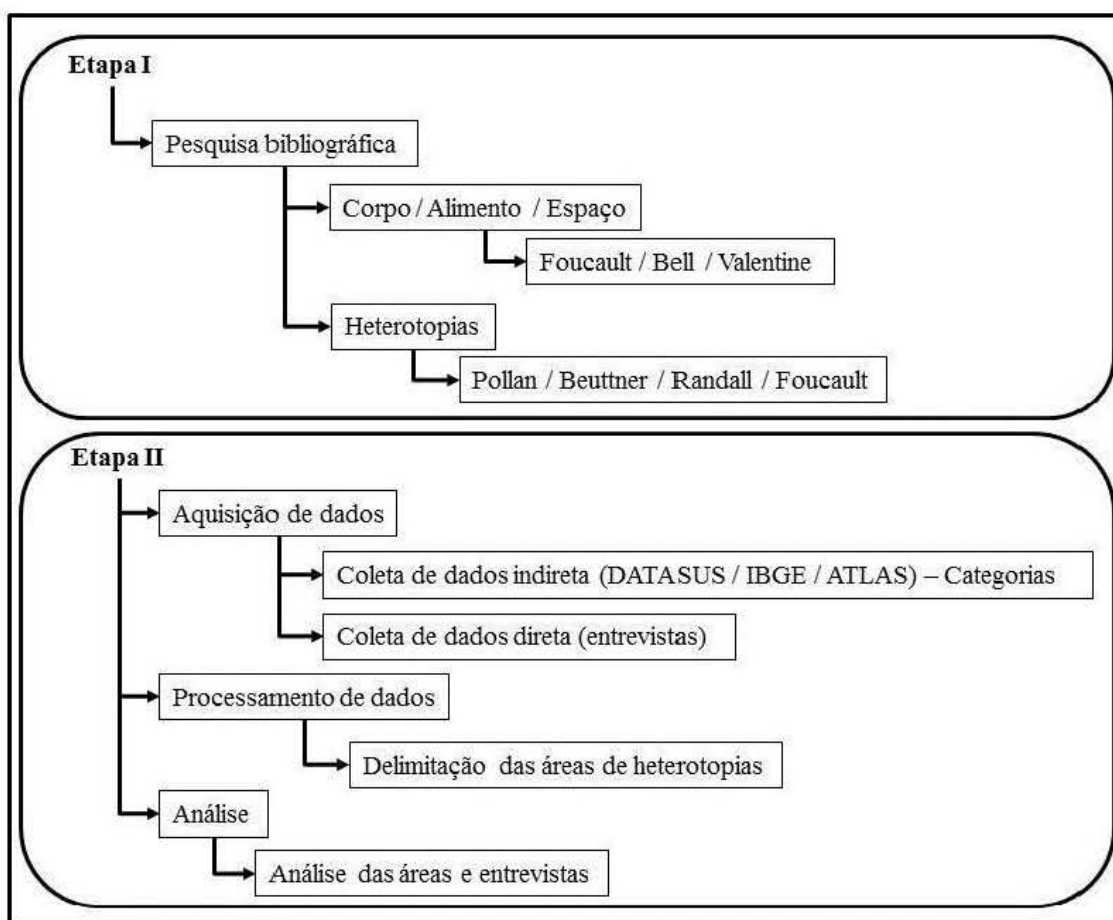 Etapa I
Pesquisa bibliográfica
Corpo / Alimento / Espaço
Foucault / Bell / Valentine
Heterotopias
Pollan / Beuttner / Randall / Foucault
Etapa II
Aquisição de dados
Coleta de dados indireta (DATASUS / IBGE / ATLAS) – Categorias
Coleta de dados direta (entrevistas)
Processamento de dados
Delimitação das áreas de heterotopias
Análise
Análise das áreas e entrevistas